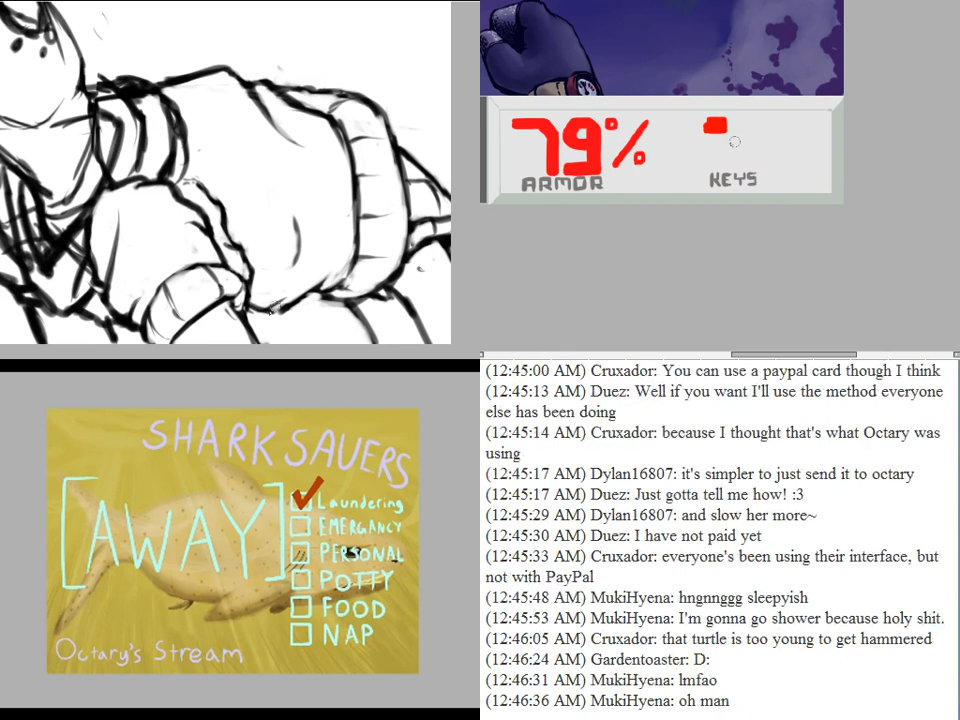 79%
ARMOR
KEYS
SHARK SAUERS
[AWAY]
Laundering
EMERGANCY
PERSONAL
POTTY
FOOD
NAP
Octary's Stream
(12:45:00 AM) Cruxador: You can use a paypal card though I think
(12:45:13 AM) Duez: Well if you want I'll use the method everyone
else has been doing
(12:45:14 AM) Cruxador: because I thought that's what Octary was
using
(12:45:17 AM) Dylan16807: it's simpler to just send it to octary
(12:45:17 AM) Duez: Just gotta tell me how! :3
(12:45:29 AM) Dylan16807: and slow her more~
(12:45:30 AM) Duez: I have not paid yet
(12:45:33 AM) Cruxador: everyone's been using their interface, but
not with PayPal
(12:45:48 AM) MukiHyena: hngnnggg sleepyish
(12:45:53 AM) MukiHyena: I'm gonna go shower because holy shit.
(12:46:05 AM) Cruxador: that turtle is too young to get hammered
(12:46:24 AM) Gardentoaster: D:
(12:46:31 AM) MukiHyena: lmfao
(12:46:36 AM) MukiHyena: oh man